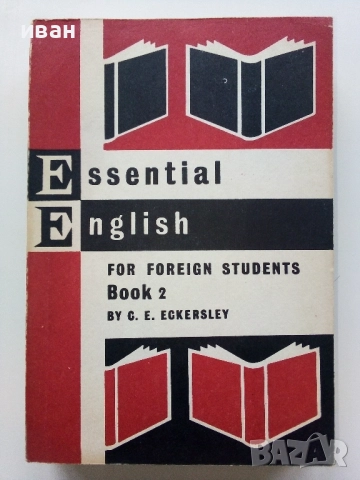 иван
Essential
English
FOR FOREIGN STUDENTS
Book 2
BY C. E. ECKERSLEY
BAZAR